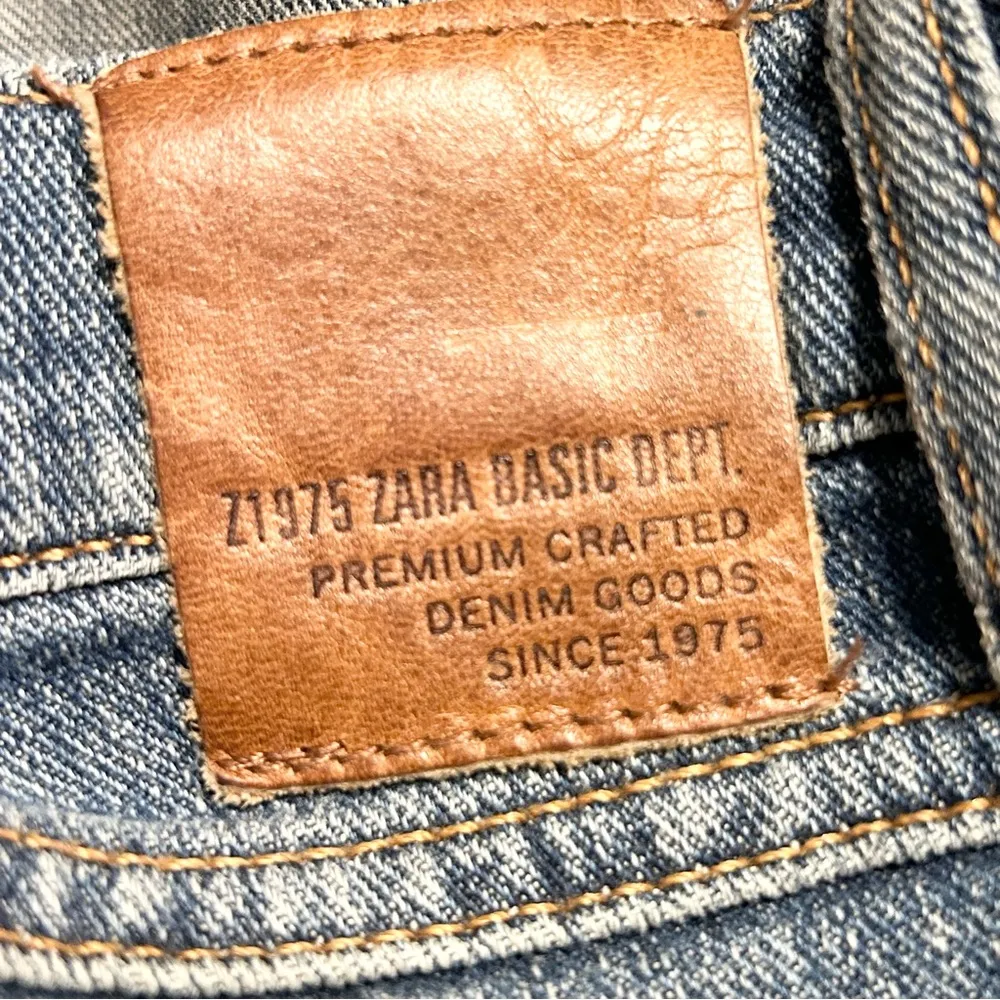 Z1975 ZARA BASIC DEPT.
PREMIUM CRAFTED
DENIM GOODS
SINCE 1975